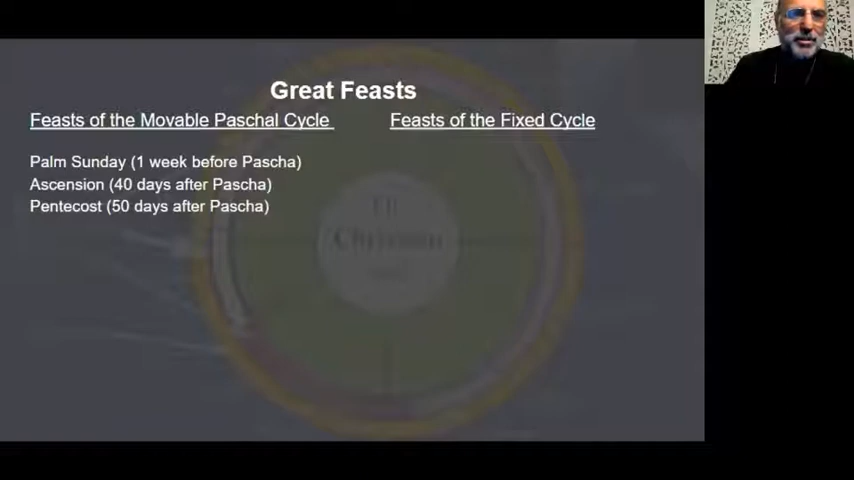 Great Feasts
Feasts of the Movable Paschal Cycle
Feasts of the Fixed Cycle
Palm Sunday (1 week before Pascha)
Ascension (40 days after Pascha)
Pentecost (50 days after Pascha)